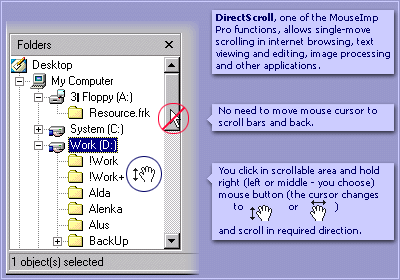 Folders
Desktop
My Computer
3½ Floppy (A:)
Resource.frk
System (C:)
Work (D:)
!Work
!Work+
Alda
Alenka
Alus
BackUp
1 object(s) selected
DirectScroll, one of the MouseImp
Pro functions, allows single-move
scrolling in internet browsing, text
viewing and editing, image processing
and other applications.
No need to move mouse cursor to
scroll bars and back.
You click in scrollable area and hold
right (left or middle - you choose)
mouse button (the cursor changes
to or )
and scroll in required direction.